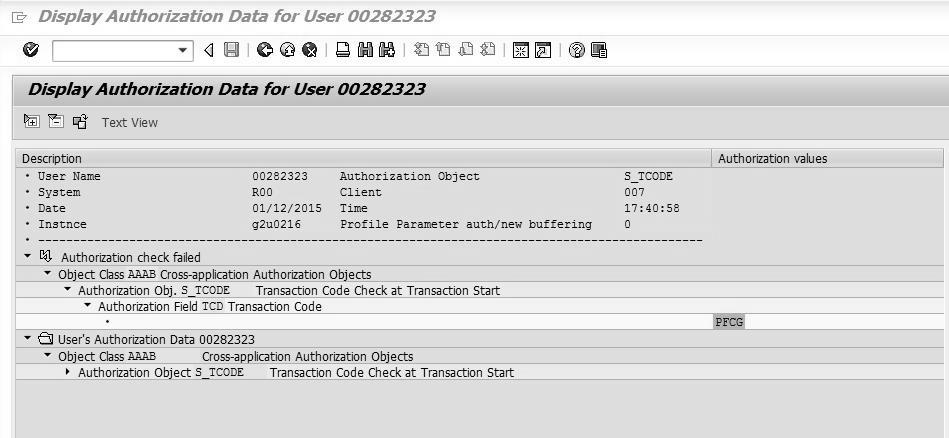 Display Authorization Data for User 00282323
Display Authorization Data for User 00282323
Text View
Description Authorization values
User Name 00282323 Authorization Object S_TCODE
System R00 Client 007
Date 01/12/2015 Time 17:40:58
Instnce g2u0216 Profile Parameter auth/new buffering 0
Authorization check failed
Object Class AAAB Cross-application Authorization Objects
Authorization Obj. S_TCODE Transaction Code Check at Transaction Start
Authorization Field TCD Transaction Code
PFCG
User's Authorization Data 00282323
Object Class AAAB Cross-application Authorization Objects
Authorization Object S_TCODE Transaction Code Check at Transaction Start